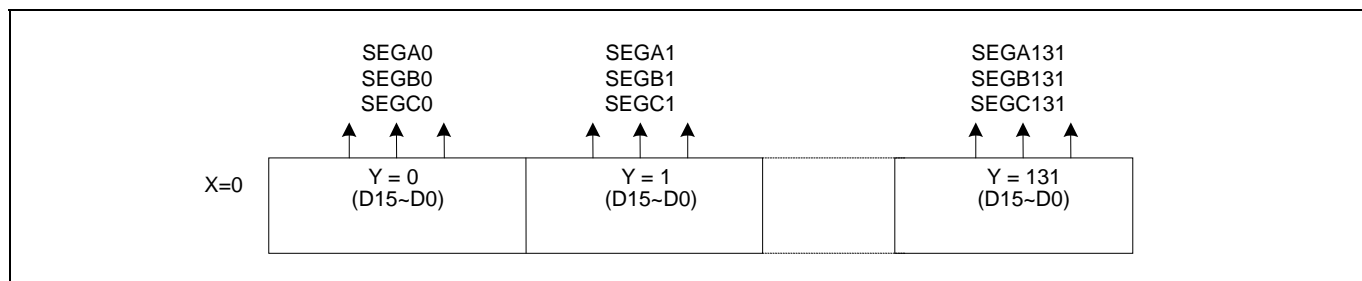 SEGA0 SEGA1 SEGA131
SEGB0 SEGB1 SEGB131
SEGC0 SEGC1 SEGC131
X=0 Y = 0 Y = 1 Y = 131
(D15~D0) (D15~D0) (D15~D0)